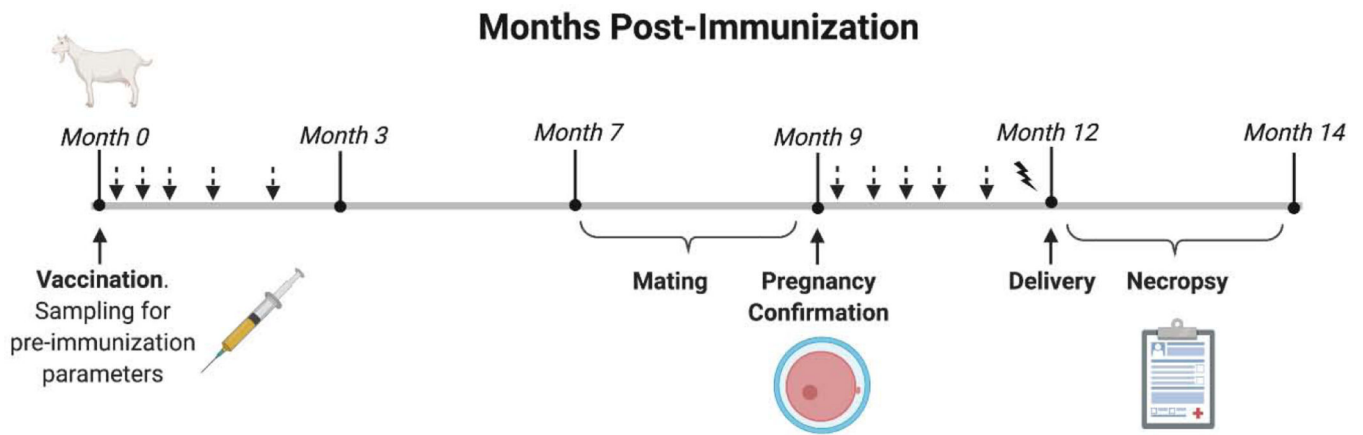 Months Post-Immunization
Month 0
Month 3
Month 7
Month 9
Month 12
Month 14
Vaccination.
Sampling for
pre-immunization
parameters
Mating
Pregnancy
Confirmation
Delivery
Necropsy